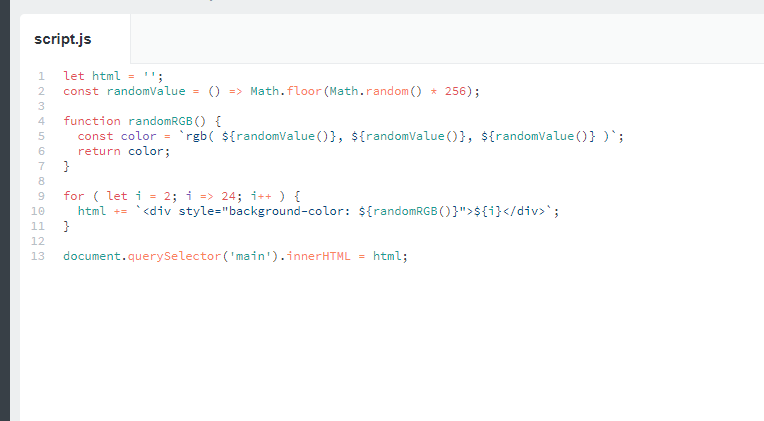 script.js
1 let html = '';
2 const randomValue = () => Math.floor(Math.random() * 256);
3
4 function randomRGB() {
5   const color = `rgb( ${randomValue()}, ${randomValue()}, ${randomValue()} )`;
6   return color;
7 }
8
9 for ( let i = 2; i => 24; i++ ) {
10   html += `<div style="background-color: ${randomRGB()}">${i}</div>`;
11 }
12
13 document.querySelector('main').innerHTML = html;